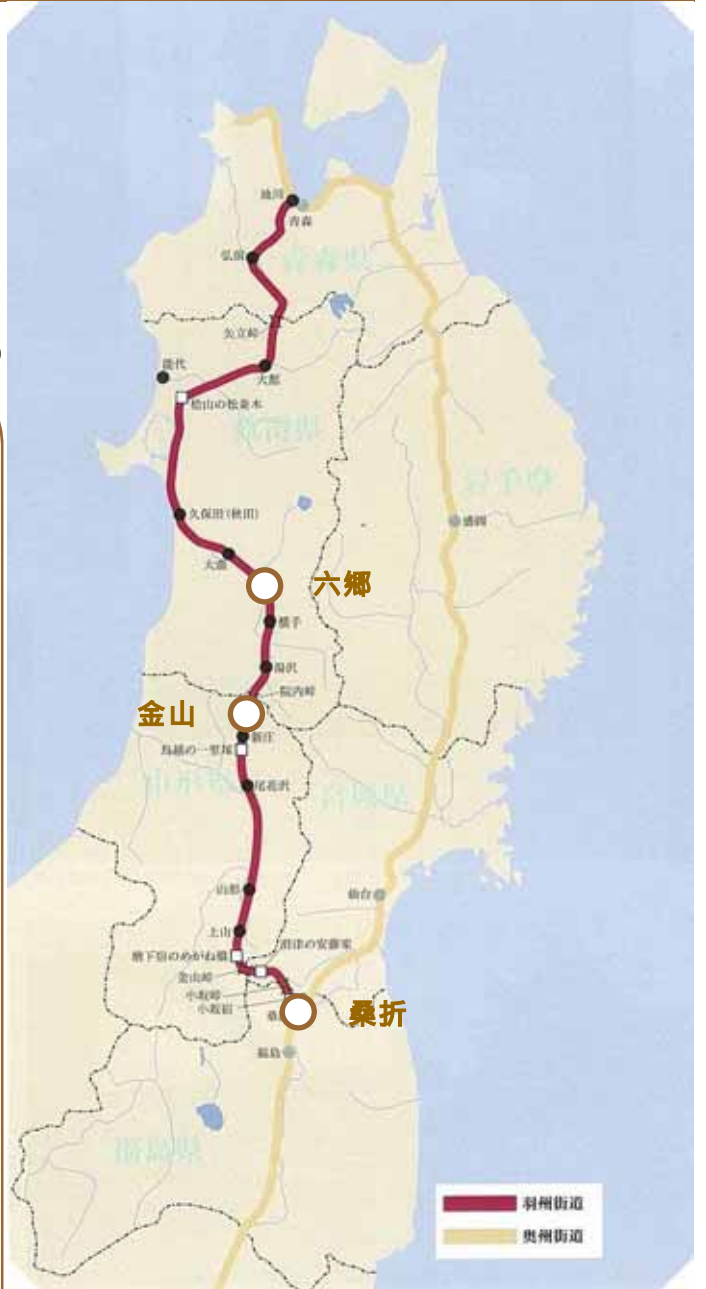 油川
青森
弘前
青森県
矢立峠
能代
大館
桧山の松並木
秋田県
岩手県
久保田(秋田)
盛岡
大曲
六郷
横手
湯沢
院内峠
金山
新庄
馬越の一里塚
山形県
宮城県
尾花沢
山形
仙台
上山
滑津の安藤家
楢下宿のめがね橋
金山峠
小坂峠
小坂宿
桑折
福島
福島県
羽州街道
奥州街道